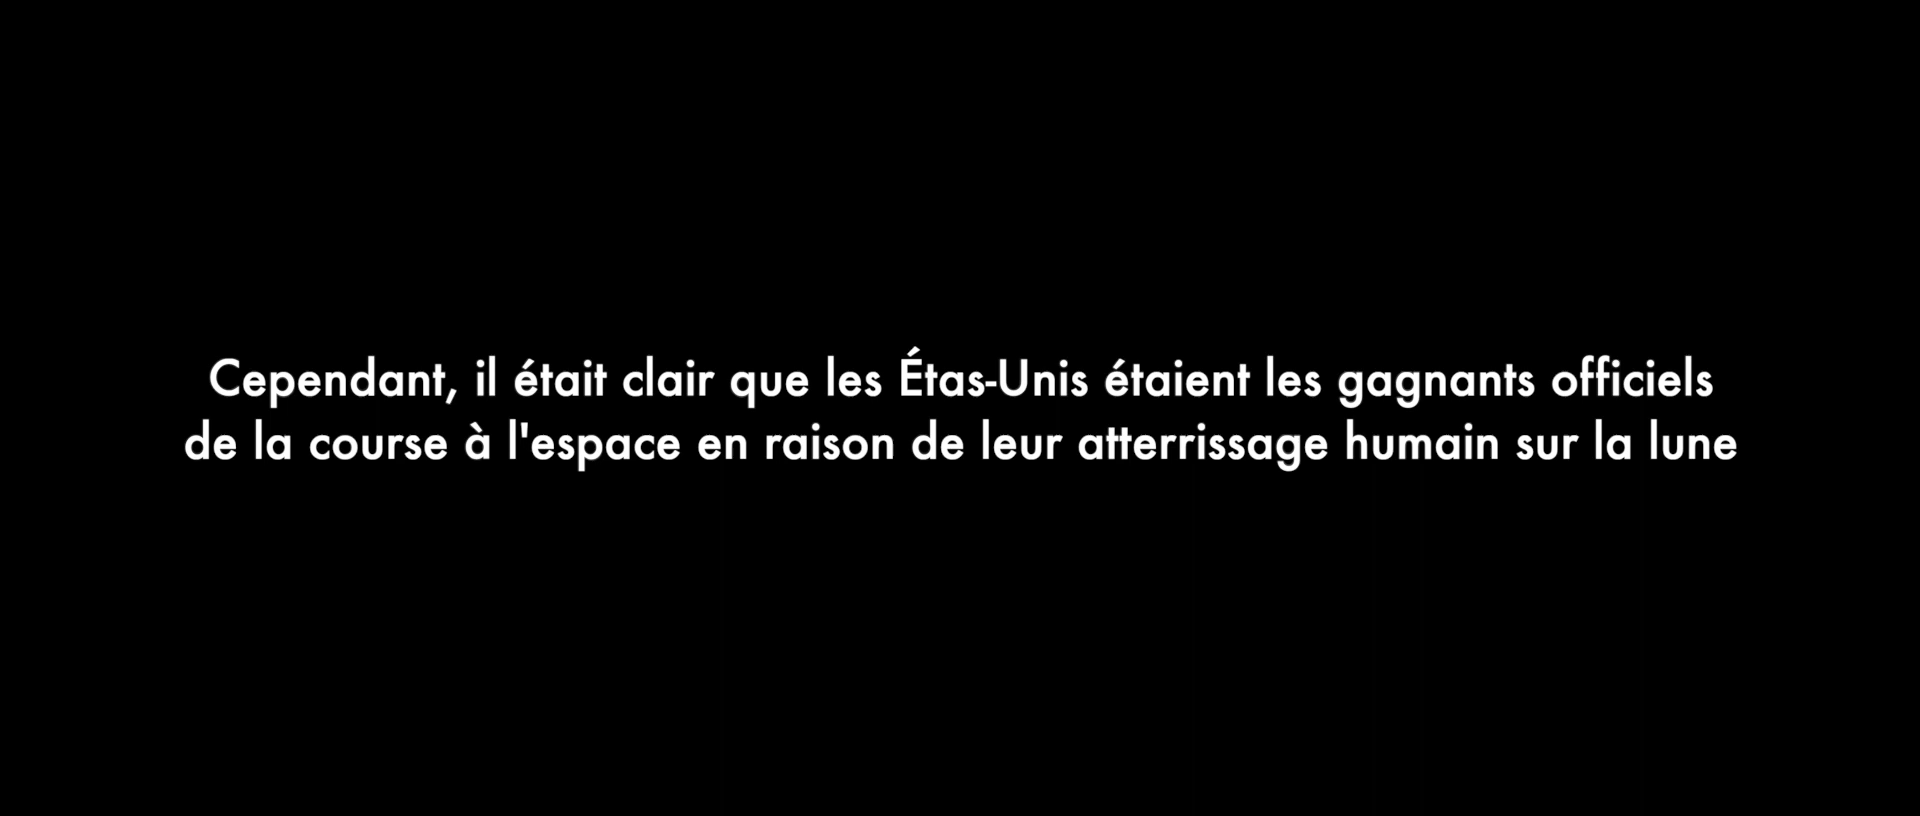 Cependant, il était clair que les Étas-Unis étaient les gagnants officiels
de la course à l'espace en raison de leur atterrissage humain sur la lune